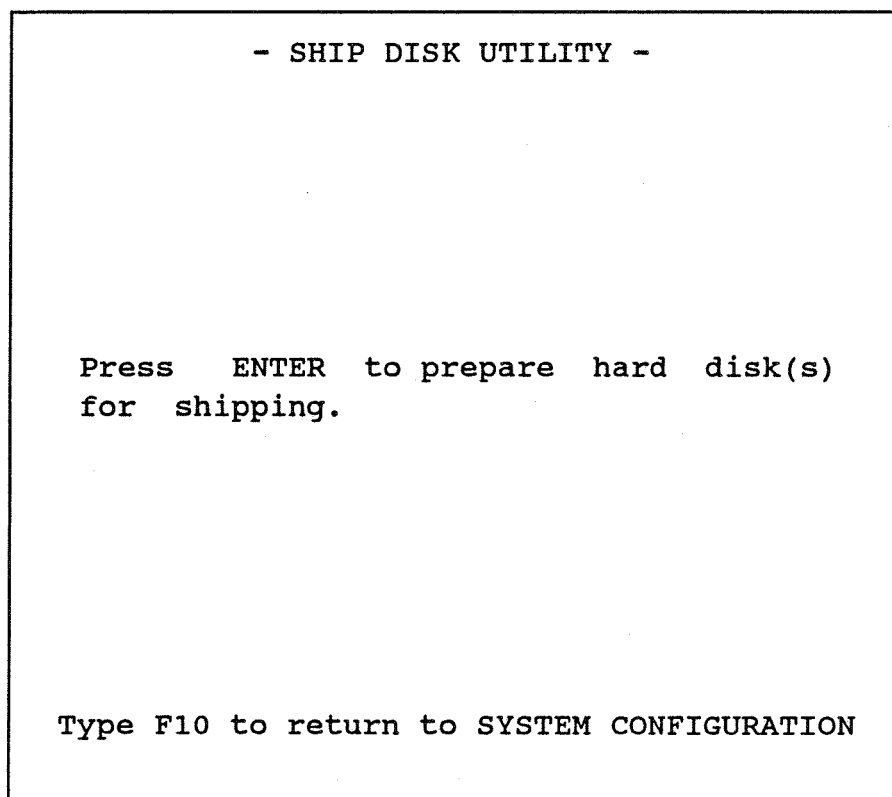 - SHIP DISK UTILITY -
Press ENTER to prepare hard disk(s)
for shipping.
Type F10 to return to SYSTEM CONFIGURATION